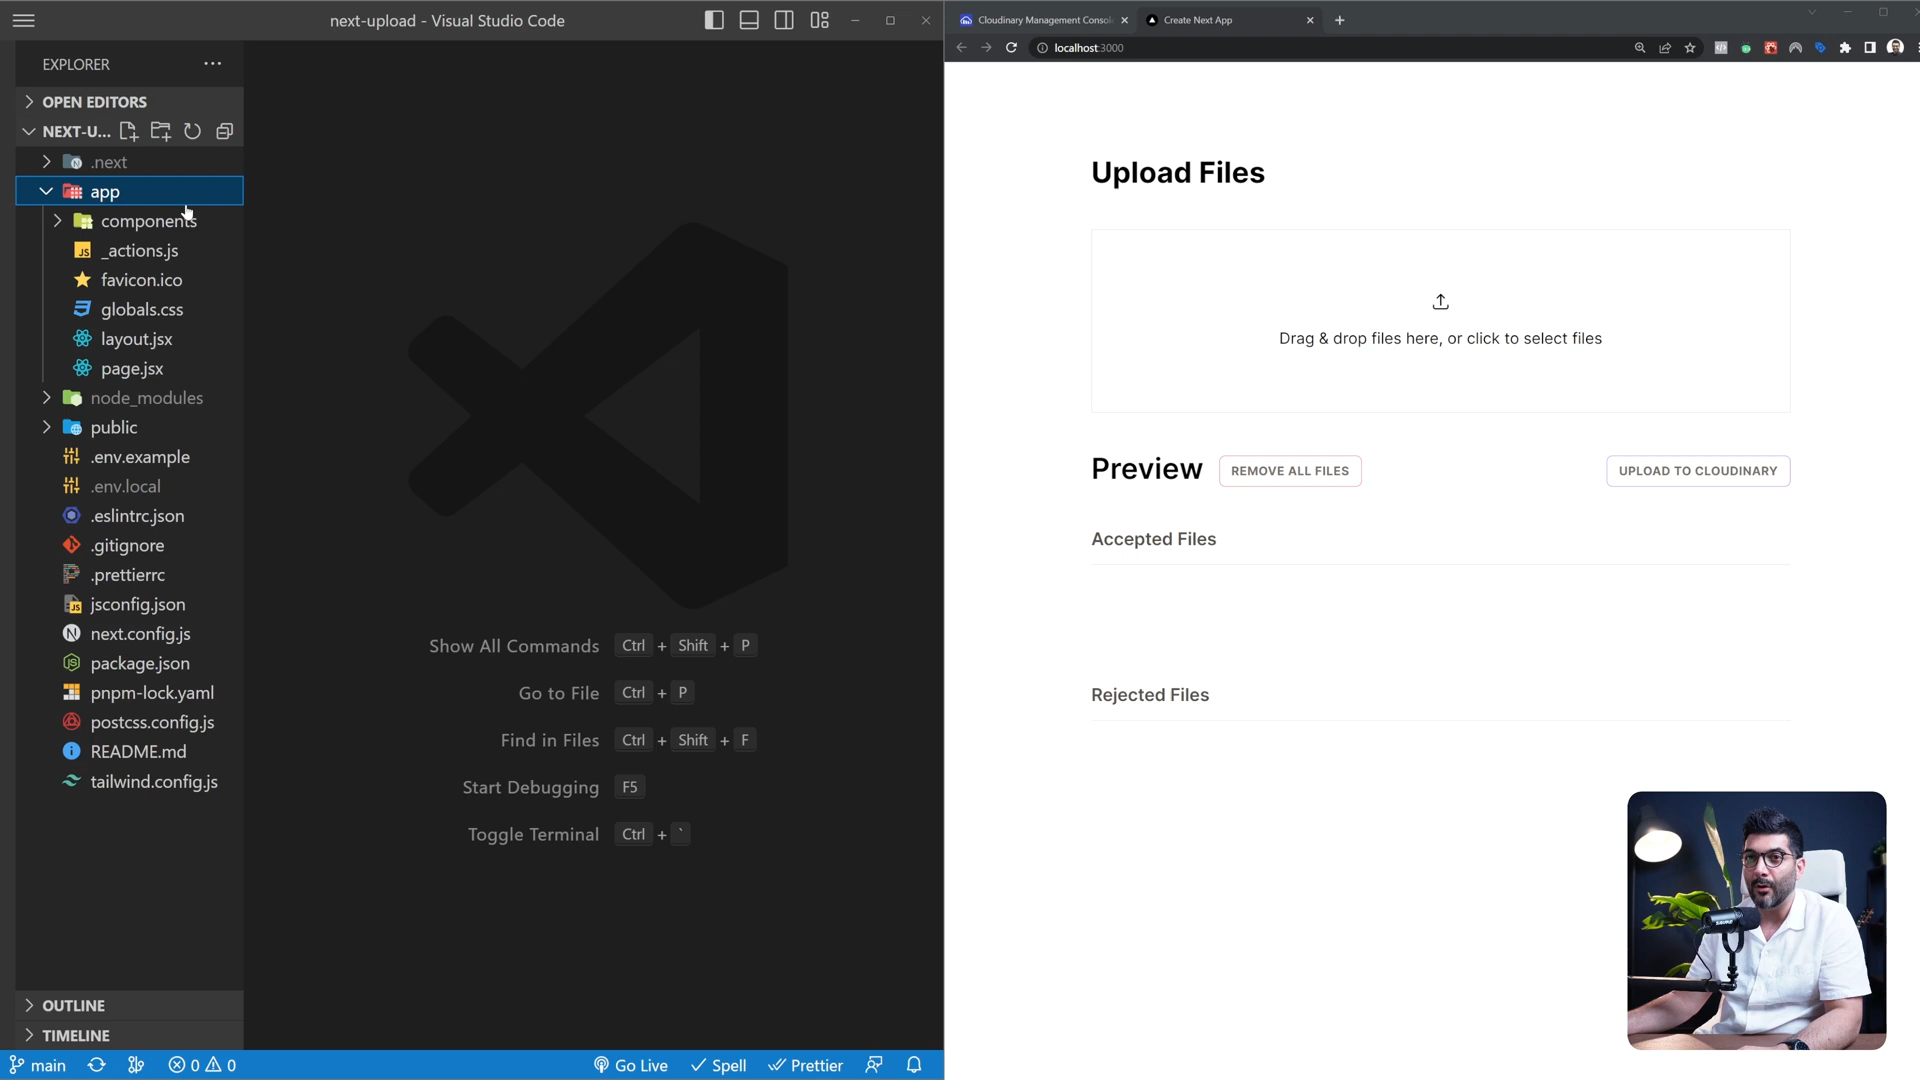 next-upload - Visual Studio Code
EXPLORER
OPEN EDITORS
NEXT-U...
.next
app
components
_actions.js
favicon.ico
globals.css
layout.jsx
page.jsx
node_modules
public
.env.example
.env.local
.eslintrc.json
.gitignore
.prettierrc
jsconfig.json
next.config.js
package.json
pnpm-lock.yaml
postcss.config.js
README.md
tailwind.config.js
OUTLINE
TIMELINE
Show All Commands Ctrl + Shift + P
Go to File Ctrl + P
Find in Files Ctrl + Shift + F
Start Debugging F5
Toggle Terminal Ctrl + `
main 0 0 Go Live Spell Prettier
Cloudinary Management Consol Create Next App
localhost:3000
Upload Files
Drag & drop files here, or click to select files
Preview REMOVE ALL FILES UPLOAD TO CLOUDINARY
Accepted Files
Rejected Files
SHURE